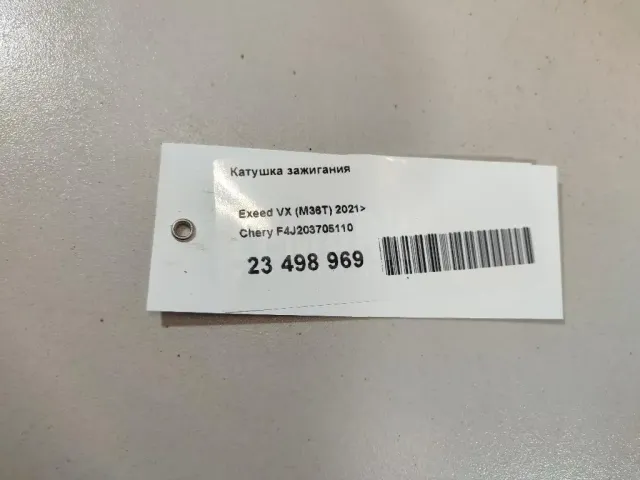 Катушка зажигания
Exeed VX (M36T) 2021>
Chery F4J203705110
23 498 969